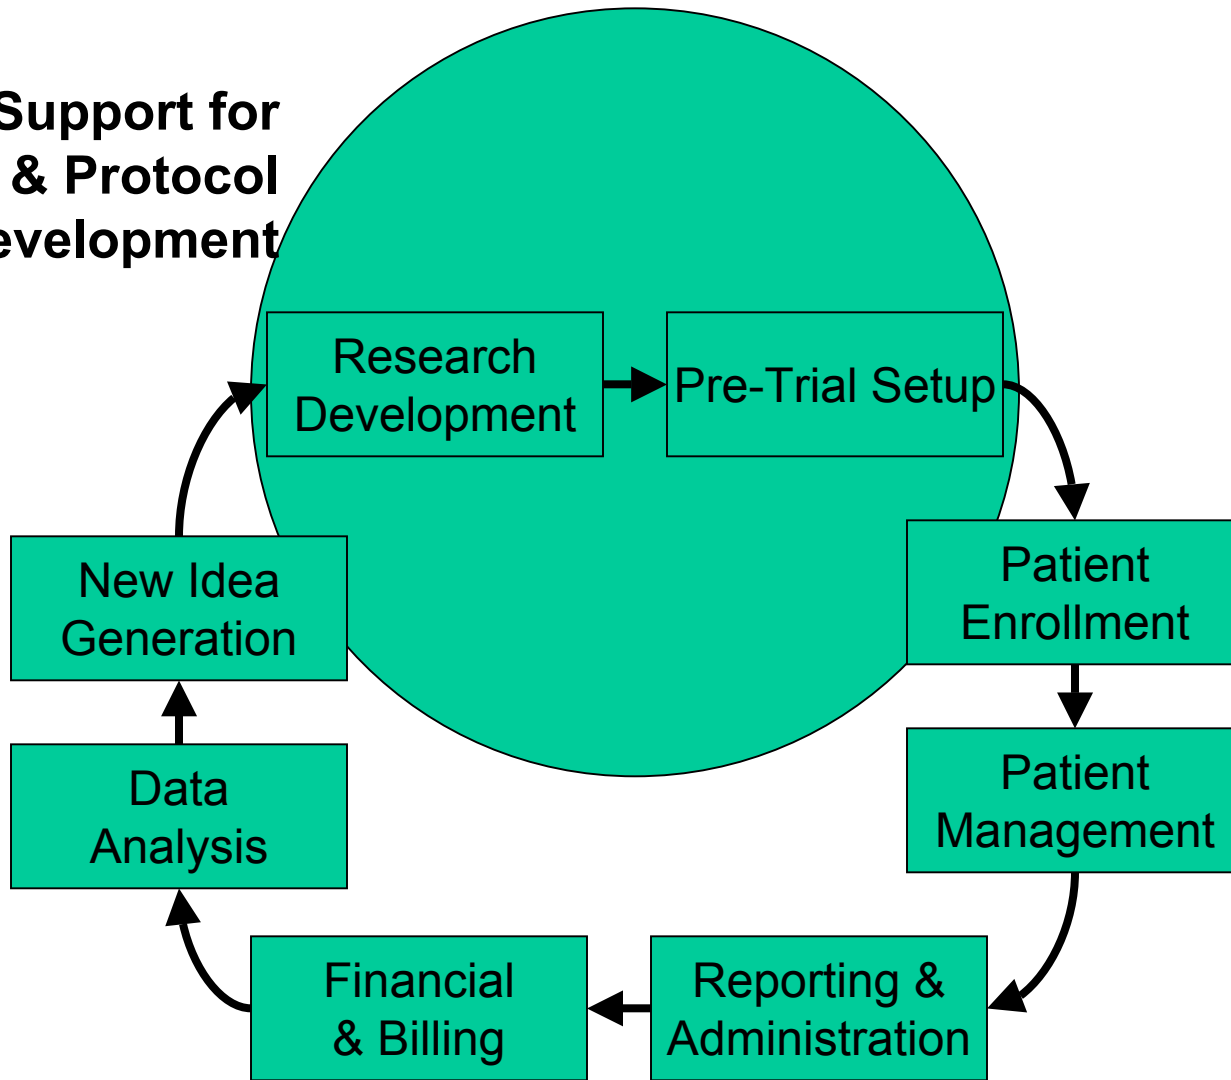 Support for
& Protocol
evelopment
Research
Development
Pre-Trial Setup
Patient
Enrollment
Patient
Management
Reporting &
Administration
Financial
& Billing
Data
Analysis
New Idea
Generation